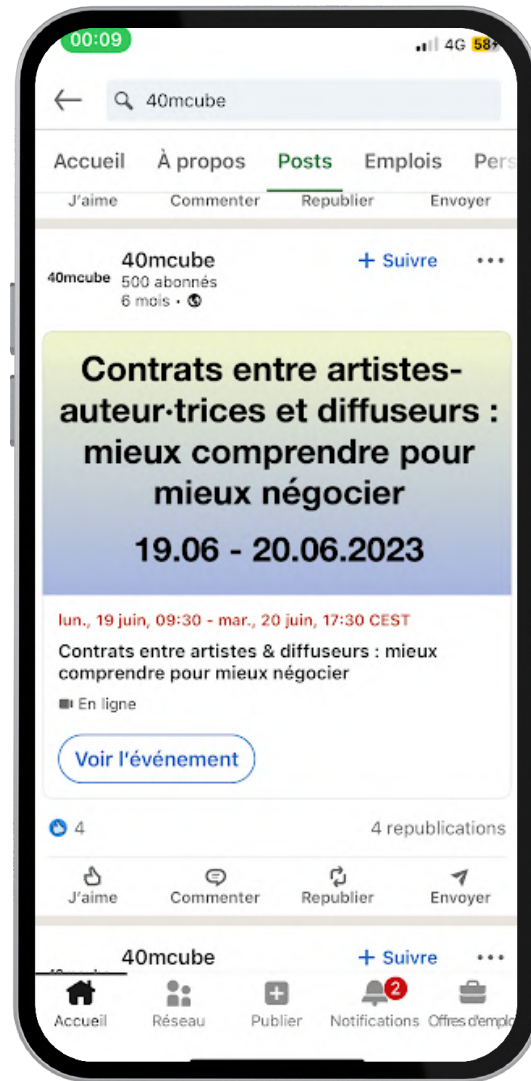 00:09
4G 58
40mcube
Accueil À propos Posts Emplois Pers
J'aime Commenter Republier Envoyer
40mcube
+ Suivre
40mcube
500 abonnés
6 mois •
Contrats entre artistes-
auteur·trices et diffuseurs :
mieux comprendre pour
mieux négocier
19.06 - 20.06.2023
lun., 19 juin, 09:30 - mar., 20 juin, 17:30 CEST
Contrats entre artistes & diffuseurs : mieux
comprendre pour mieux négocier
En ligne
Voir l'événement
4
4 republications
J'aime Commenter Republier Envoyer
40mcube
+ Suivre
2
Accueil Réseau Publier Notifications Offres d'emplo